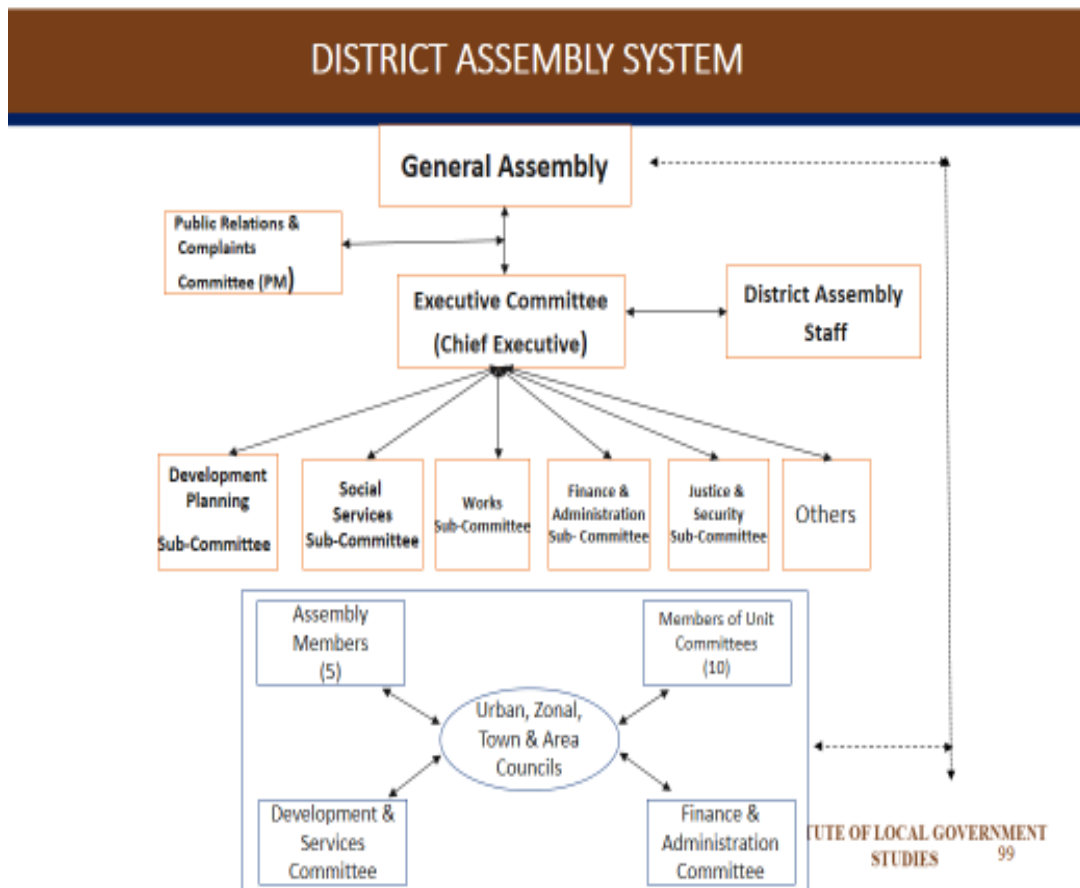 DISTRICT ASSEMBLY SYSTEM
General Assembly
Public Relations &
Complaints
Committee (PM)
Executive Committee
(Chief Executive)
District Assembly
Staff
Development
Planning
Sub-Committee
Social
Services
Sub-Committee
Works
Sub-Committee
Finance &
Administration
Sub- Committee
Justice &
Security
Sub-Committee
Others
Assembly
Members
(5)
Members of Unit
Committees
(10)
Urban, Zonal,
Town & Area
Councils
Development &
Services
Committee
Finance &
Administration
Committee
TUTE OF LOCAL GOVERNMENT
STUDIES
99